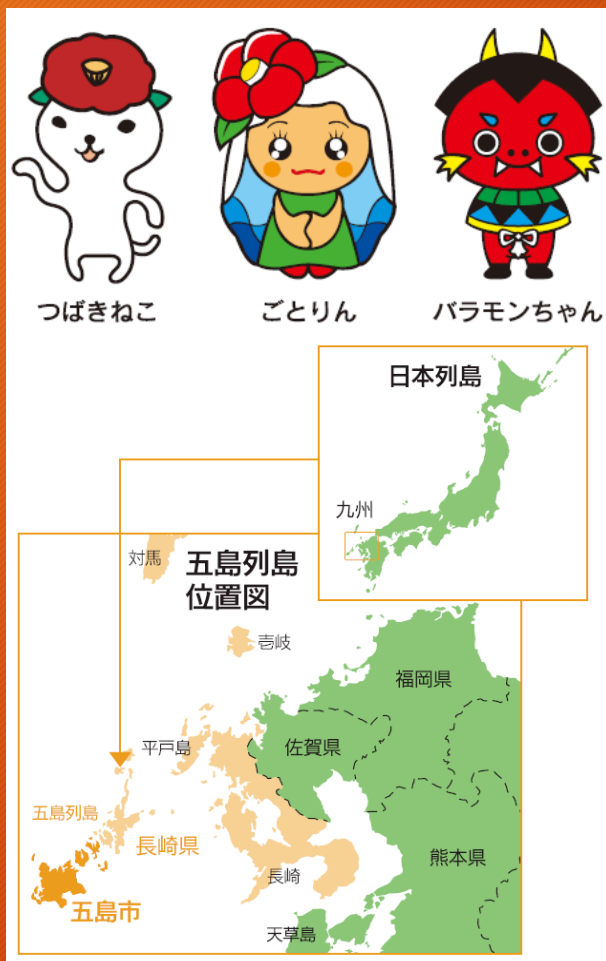 つばきねこ
ごとりん
バラモンちゃん
日本列島
九州
対馬
五島列島
位置図
壱岐
福岡県
平戸島
佐賀県
五島列島
長崎県
熊本県
長崎
五島市
天草島